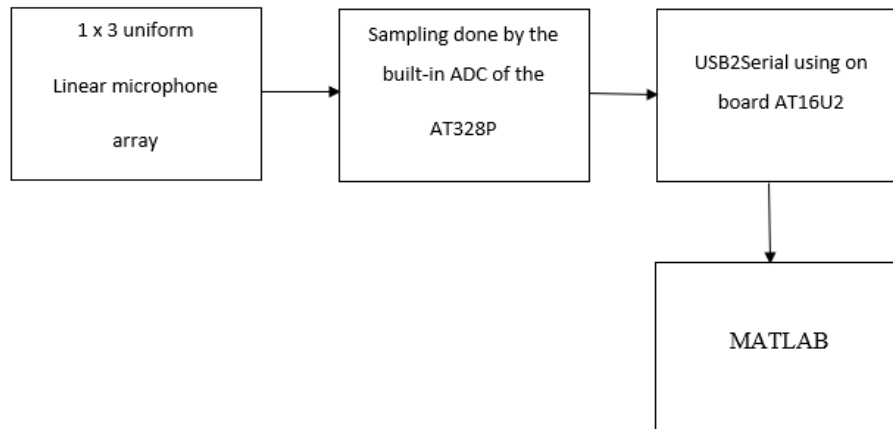 1 x 3 uniform
Linear microphone
array
Sampling done by the
built-in ADC of the
AT328P
USB2Serial using on
board AT16U2
MATLAB